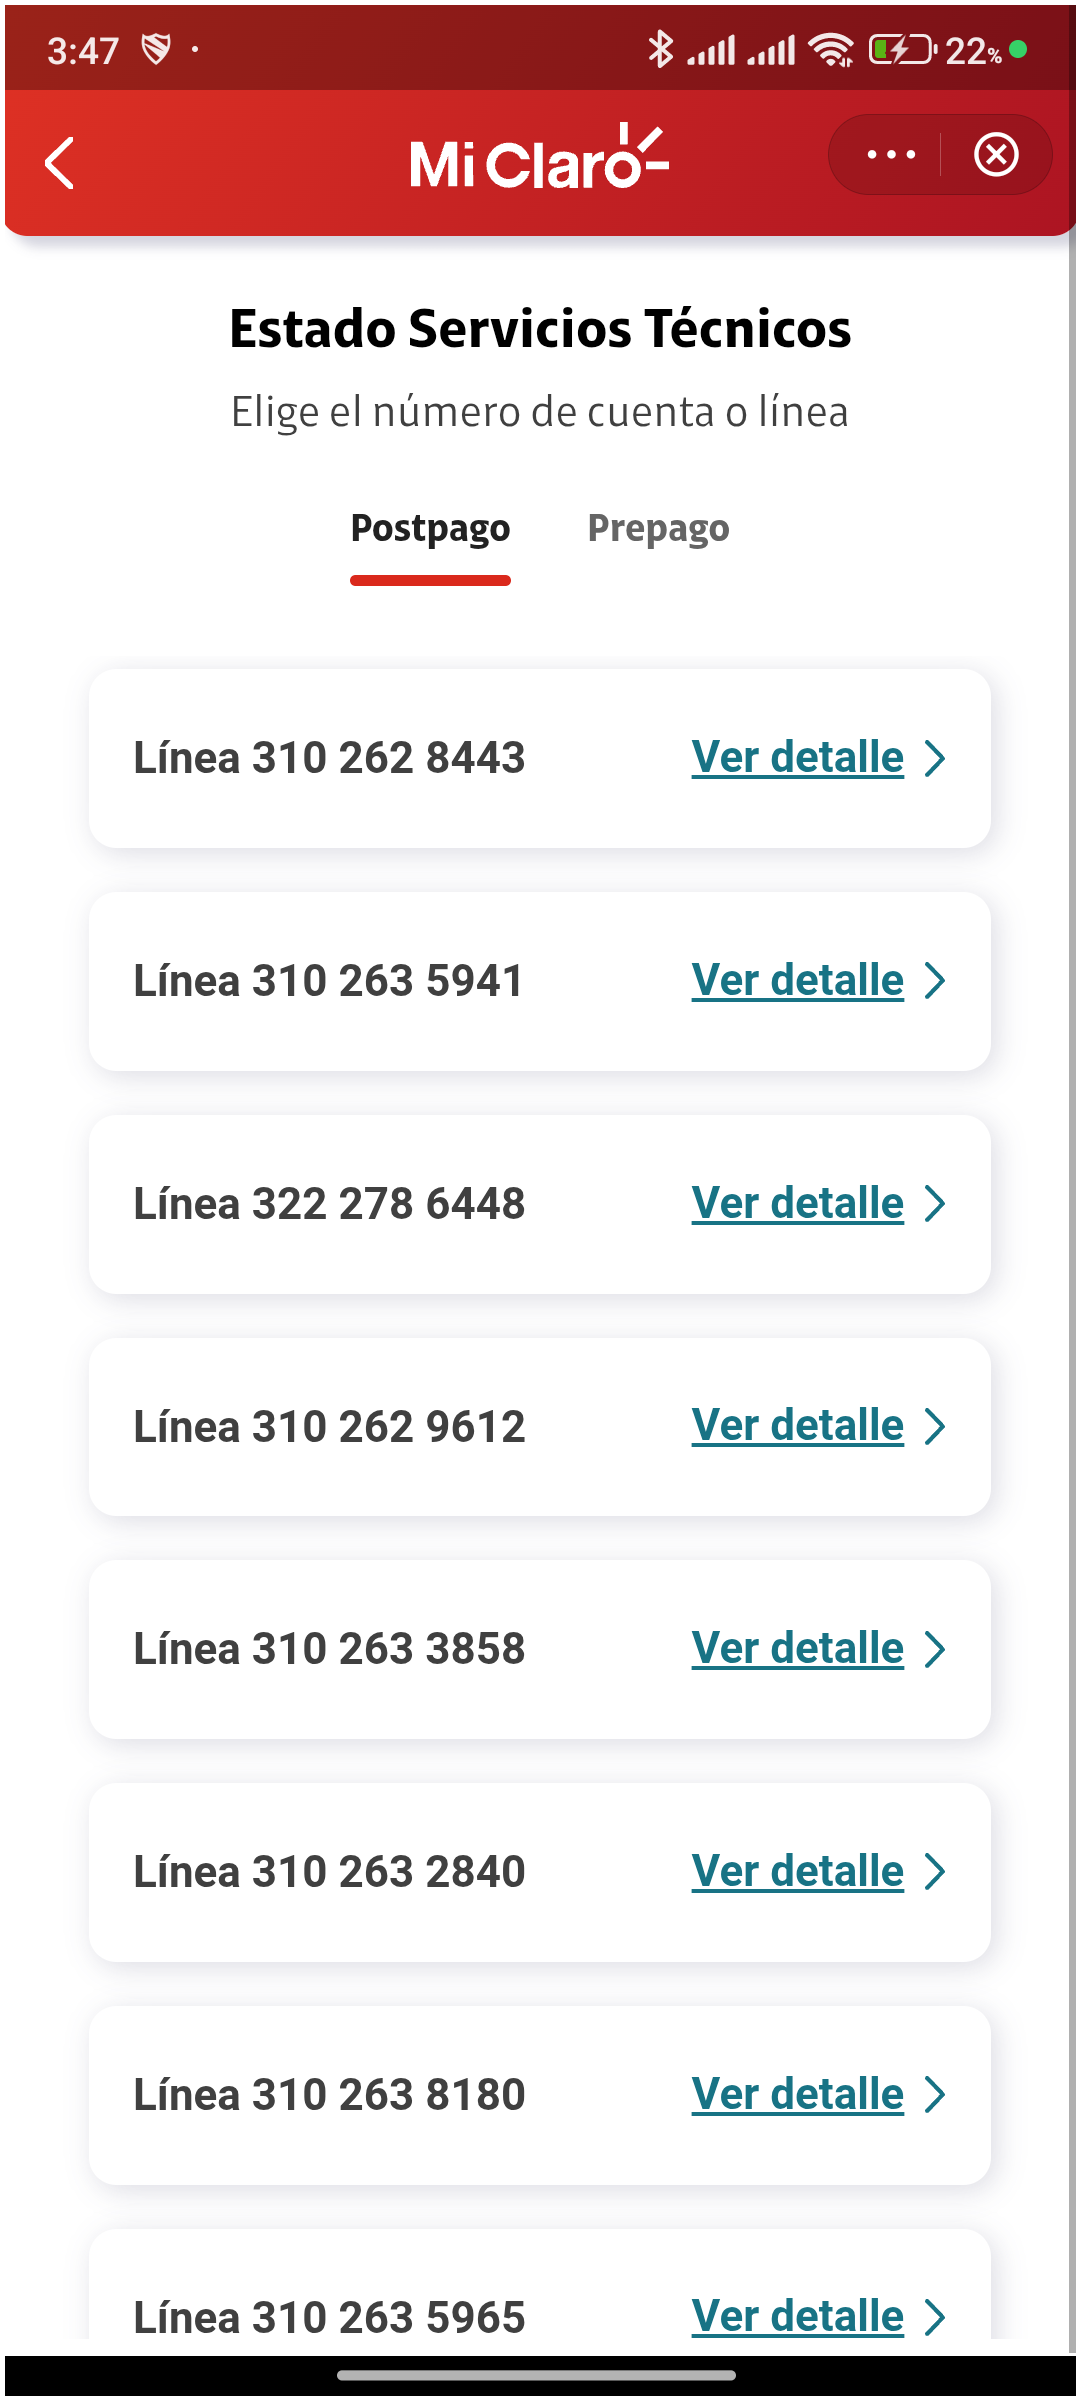 3:47
22%
Mi Claro
Estado Servicios Técnicos
Elige el número de cuenta o línea
Postpago Prepago
Línea 310 262 8443 Ver detalle
Línea 310 263 5941 Ver detalle
Línea 322 278 6448 Ver detalle
Línea 310 262 9612 Ver detalle
Línea 310 263 3858 Ver detalle
Línea 310 263 2840 Ver detalle
Línea 310 263 8180 Ver detalle
Línea 310 263 5965 Ver detalle